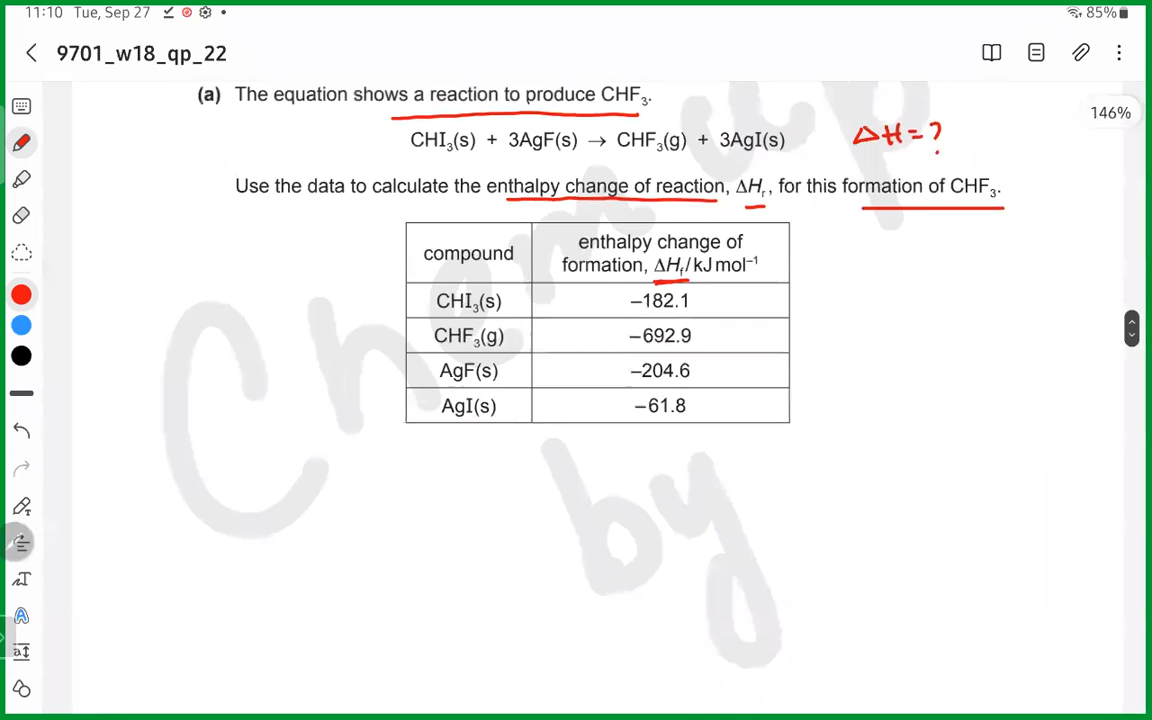 11:10 Tue, Sep 27
85%
9701_w18_qp_22
146%
(a) The equation shows a reaction to produce CHF₃.
CHI₃(s) + 3AgF(s) → CHF₃(g) + 3AgI(s)
ΔH = ?
Use the data to calculate the enthalpy change of reaction, ΔHᵣ, for this formation of CHF₃.
compound
enthalpy change of
formation, ΔH_f/kJ mol⁻¹
CHI₃(s) –182.1
CHF₃(g) –692.9
AgF(s) –204.6
AgI(s) –61.8
Chem up
by